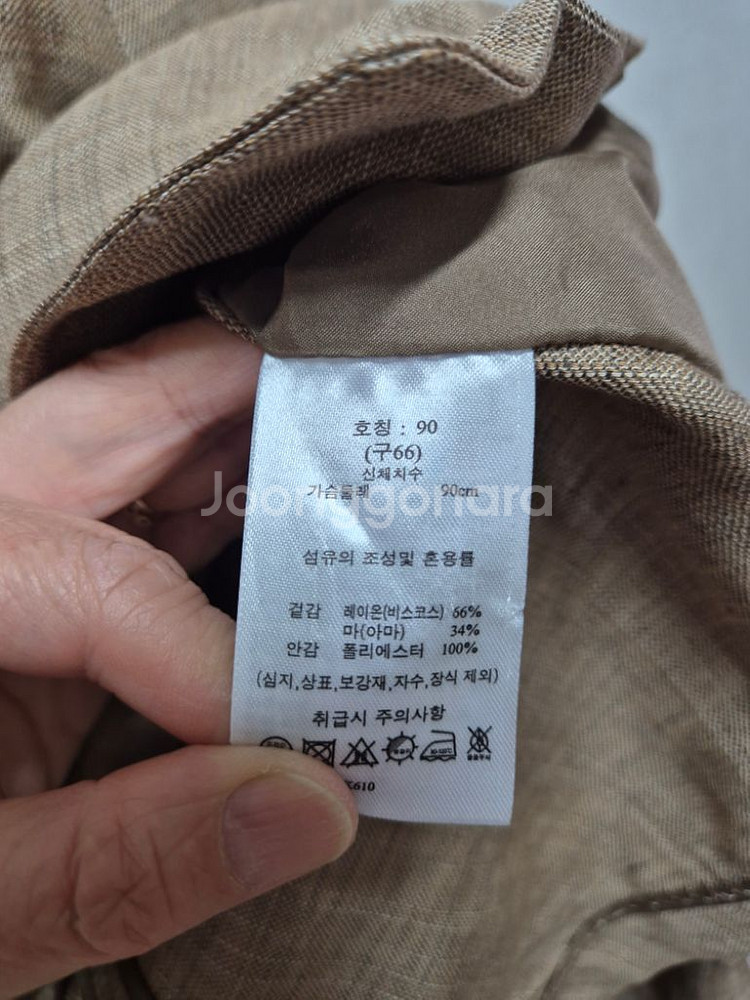 호칭 : 90
(구66)
신체치수
가슴둘레 90cm
Joonggonara
섬유의 조성및 혼용률
겉감 레이온(비스코스) 66%
마(아마) 34%
안감 폴리에스터 100%
(심지,상표,보강재,자수,장식 제외)
취급시 주의사항
610